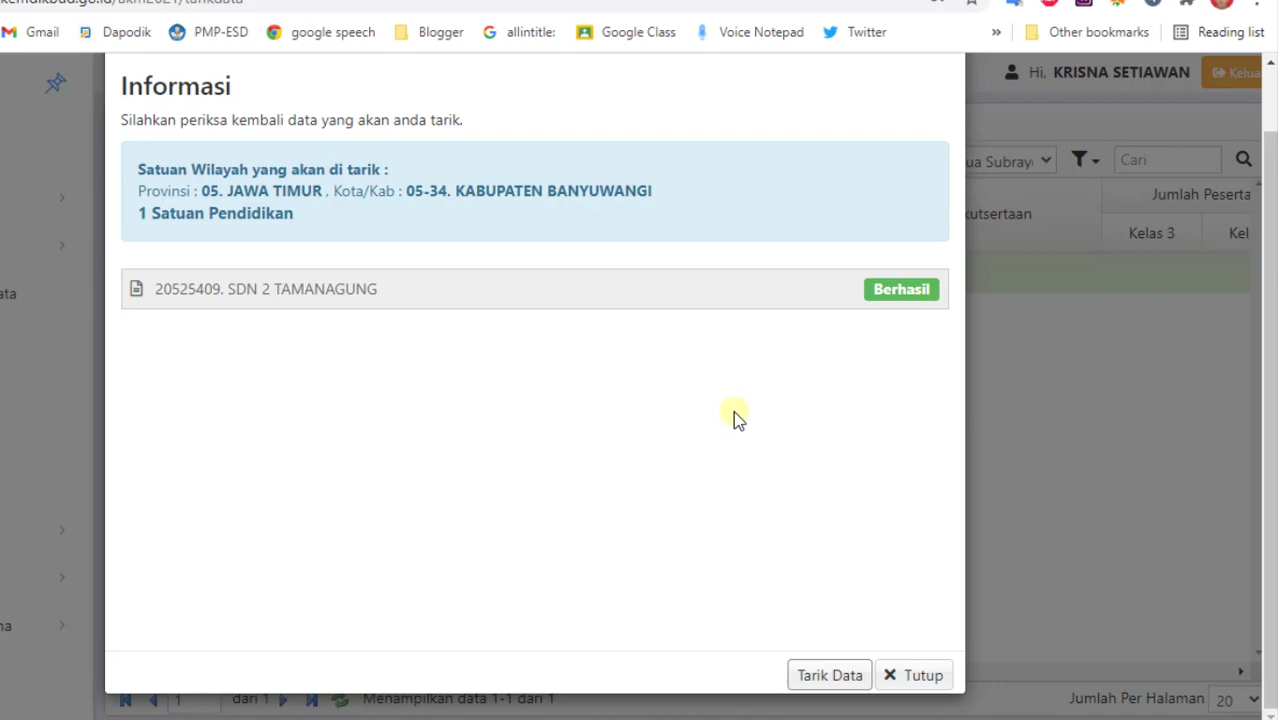 Gmail Dapodik PMP-ESD google speech Blogger allintitle: Google Class Voice Notepad Twitter » Other bookmarks Reading list
Hi, KRISNA SETIAWAN
Informasi
Silahkan periksa kembali data yang akan anda tarik.
Satuan Wilayah yang akan di tarik :
Provinsi : 05. JAWA TIMUR , Kota/Kab : 05-34. KABUPATEN BANYUWANGI
1 Satuan Pendidikan
20525409. SDN 2 TAMANAGUNG Berhasil
Cari
Jumlah Peserta
Kelas 3
Tarik Data Tutup
1 dari 1 Menampilkan data 1-1 dari 1 Jumlah Per Halaman 20